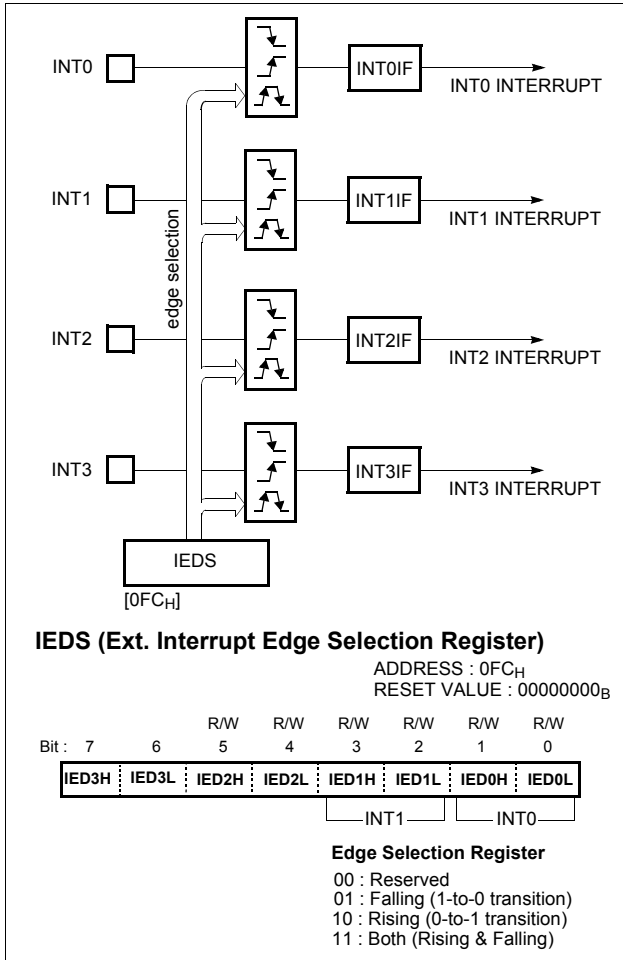 INT0
INT0IF
INT0 INTERRUPT
INT1
INT1IF
INT1 INTERRUPT
edge selection
INT2
INT2IF
INT2 INTERRUPT
INT3
INT3IF
INT3 INTERRUPT
IEDS
[0FCH]
IEDS (Ext. Interrupt Edge Selection Register)
ADDRESS : 0FCH
RESET VALUE : 00000000B
R/W R/W R/W R/W R/W R/W
Bit : 7 6 5 4 3 2 1 0
IED3H IED3L IED2H IED2L IED1H IED1L IED0H IED0L
INT1 INT0
Edge Selection Register
00 : Reserved
01 : Falling (1-to-0 transition)
10 : Rising (0-to-1 transition)
11 : Both (Rising & Falling)